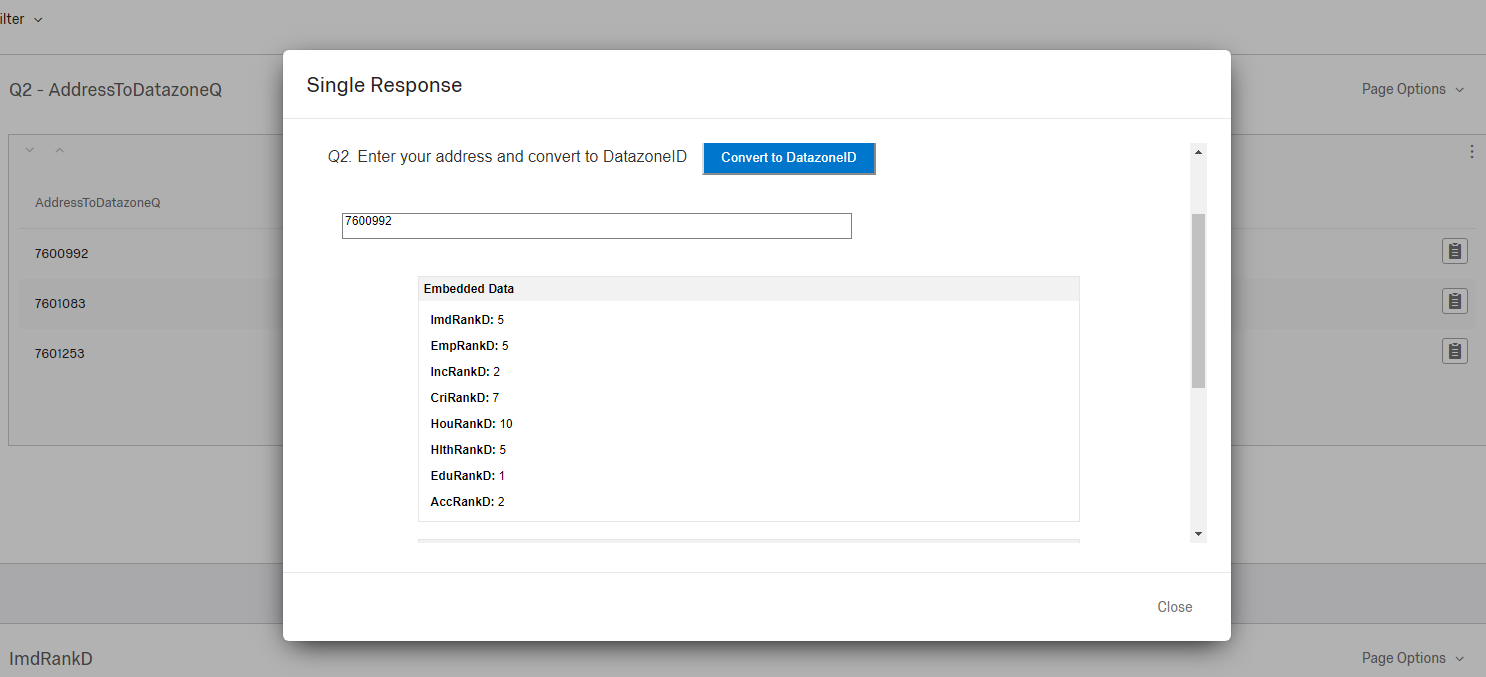 ilter
Q2 - AddressToDatazoneQ
Page Options
AddressToDatazoneQ
7600992
7601083
7601253
Single Response
Q2. Enter your address and convert to DatazoneID
Convert to DatazoneID
7600992
Embedded Data
ImdRankD: 5
EmpRankD: 5
IncRankD: 2
CriRankD: 7
HouRankD: 10
HlthRankD: 5
EduRankD: 1
AccRankD: 2
Close
ImdRankD
Page Options